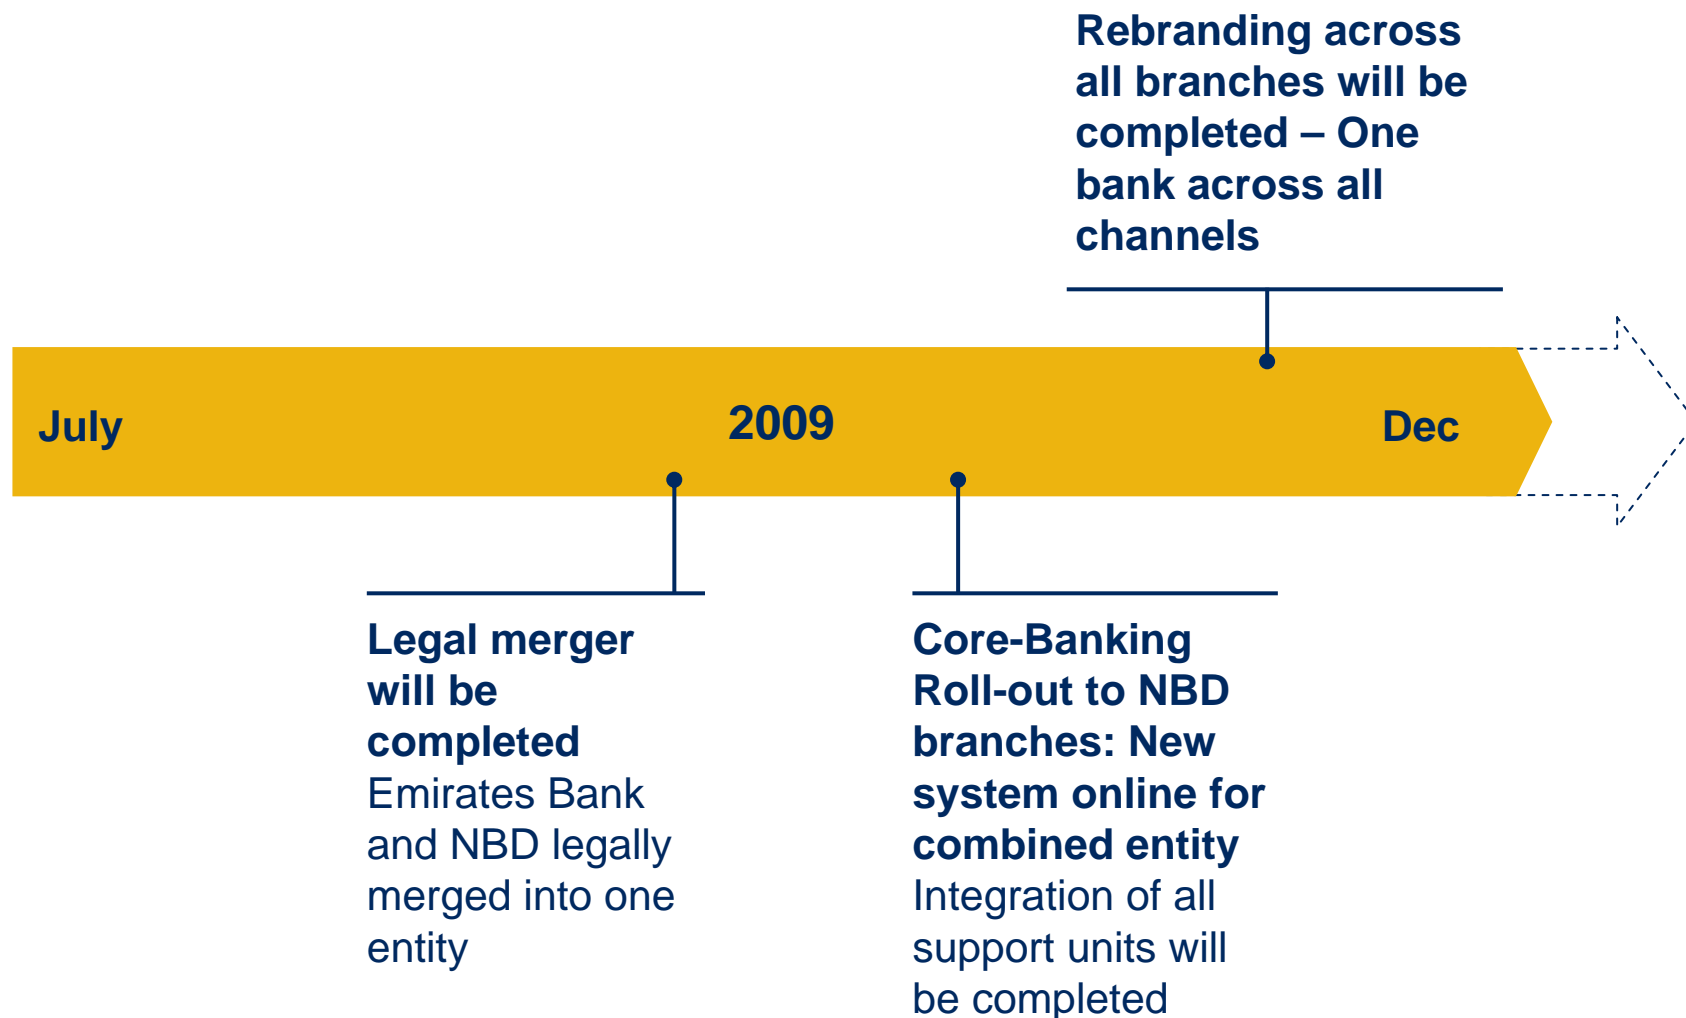 Rebranding across
all branches will be
completed – One
bank across all
channels
July
2009
Dec
Legal merger
will be
completed
Emirates Bank
and NBD legally
merged into one
entity
Core-Banking
Roll-out to NBD
branches: New
system online for
combined entity
Integration of all
support units will
be completed